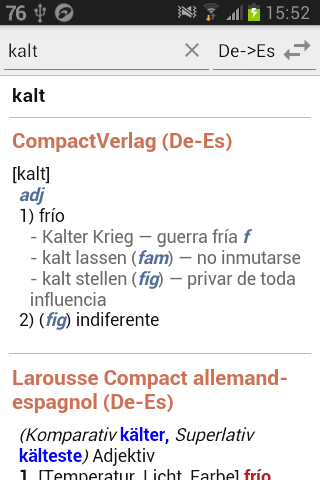 76 15:52
kalt De->Es
kalt
CompactVerlag (De-Es)
[kalt]
adj
1) frío
- Kalter Krieg — guerra fría f
- kalt lassen (fam) — no inmutarse
- kalt stellen (fig) — privar de toda
influencia
2) (fig) indiferente
Larousse Compact allemand-
espagnol (De-Es)
(Komparativ kälter, Superlativ
kälteste) Adjektiv
1. [Temperatur, Licht, Farbe] frío